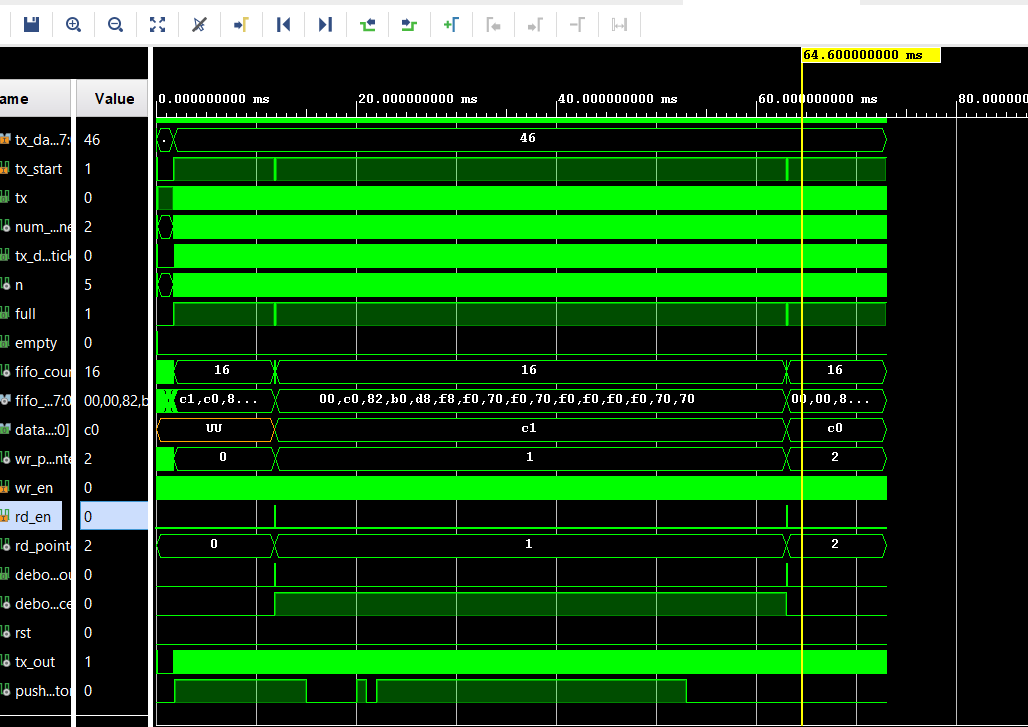 64.600000000 ms
ame Value 0.000000000 ms 20.000000000 ms 40.000000000 ms 60.000000000 ms 80.00000
tx_da...7: 46 . 46
tx_start 1
tx 0
num_...ne 2
tx_d...tick 0
n 5
full 1
empty 0
fifo_cour 16 16 16 16
fifo_...7:0 00,00,82,b c1,c0,8... 00,c0,82,b0,d8,f8,f0,70,f0,70,f0,f0,f0,f0,70,70 00,00,8...
data...:0] c0 UU c1 c0
wr_p...nte 2 0 1 2
wr_en 0
rd_en 0
rd_point 2 0 1 2
debo...ou 0
debo...ce 0
rst 0
tx_out 1
push...tor 0